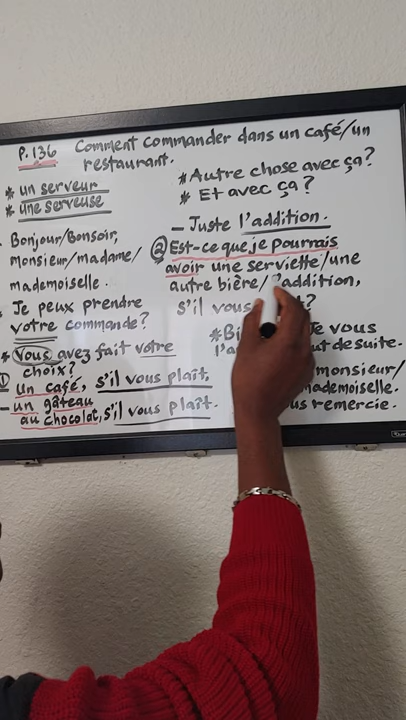 P.136 Comment commander dans un café/un
restaurant.
* un serveur
* une serveuse
- Bonjour/Bonsoir,
monsieur/madame/
mademoiselle.
- Je peux prendre
votre commande?
* Vous avez fait votre
choix?
① Un café, s'il vous plaît.
- un gâteau
au chocolat, s'il vous plaît.
* Autre chose avec ça?
* Et avec ça?
- Juste l'addition.
② Est-ce que je pourrais
avoir une serviette/une
autre bière/l'addition,
s'il vous
* Je vous
de suite.
monsieur/
mademoiselle.
remercie.